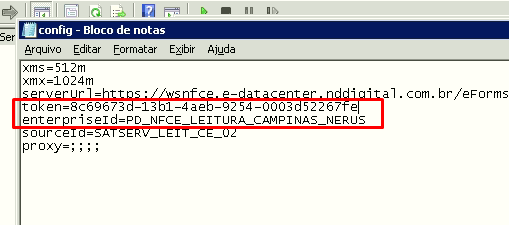 config - Bloco de notas
Arquivo Editar Formatar Exibir Ajuda
xms=512m
xmx=1024m
serverUrl=https://wsnfce.e-datacenter.nddigital.com.br/eForms
token=8c69673d-13b1-4aeb-9254-0003d52267fe
enterpriseId=PD_NFCE_LEITURA_CAMPINAS_NERUS
sourceId=SATSERV_LEIT_CE_02
proxy=;;;;